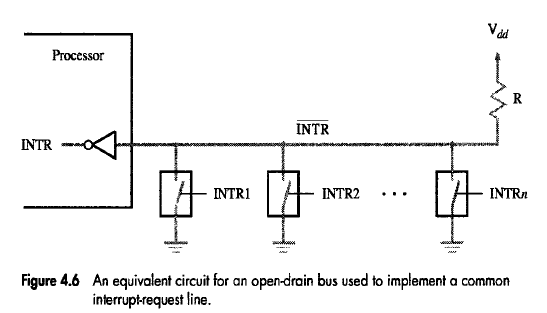 V_dd
Processor
R
INTR
I̅N̅T̅R̅
INTR1
INTR2
· · ·
INTRn
Figure 4.6 An equivalent circuit for an open-drain bus used to implement a common
interrupt-request line.